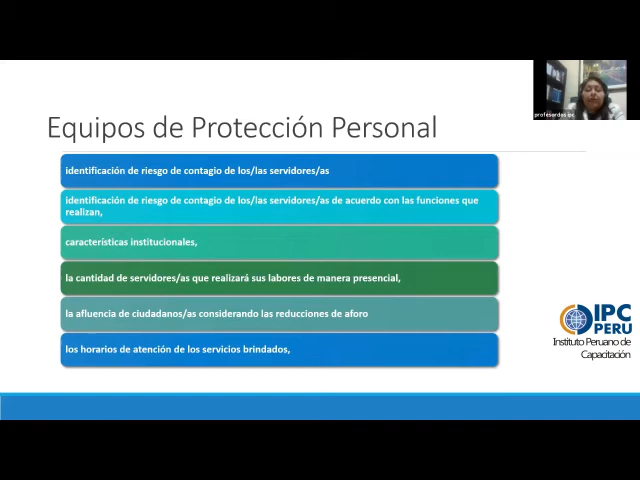 Equipos de Protección Personal
identificación de riesgo de contagio de los/las servidores/as
identificación de riesgo de contagio de los/las servidores/as de acuerdo con las funciones que
realizan,
características institucionales,
la cantidad de servidores/as que realizará sus labores de manera presencial,
la afluencia de ciudadanos/as considerando las reducciones de aforo
los horarios de atención de los servicios brindados,
IPC
PERU
Instituto Peruano de
Capacitación